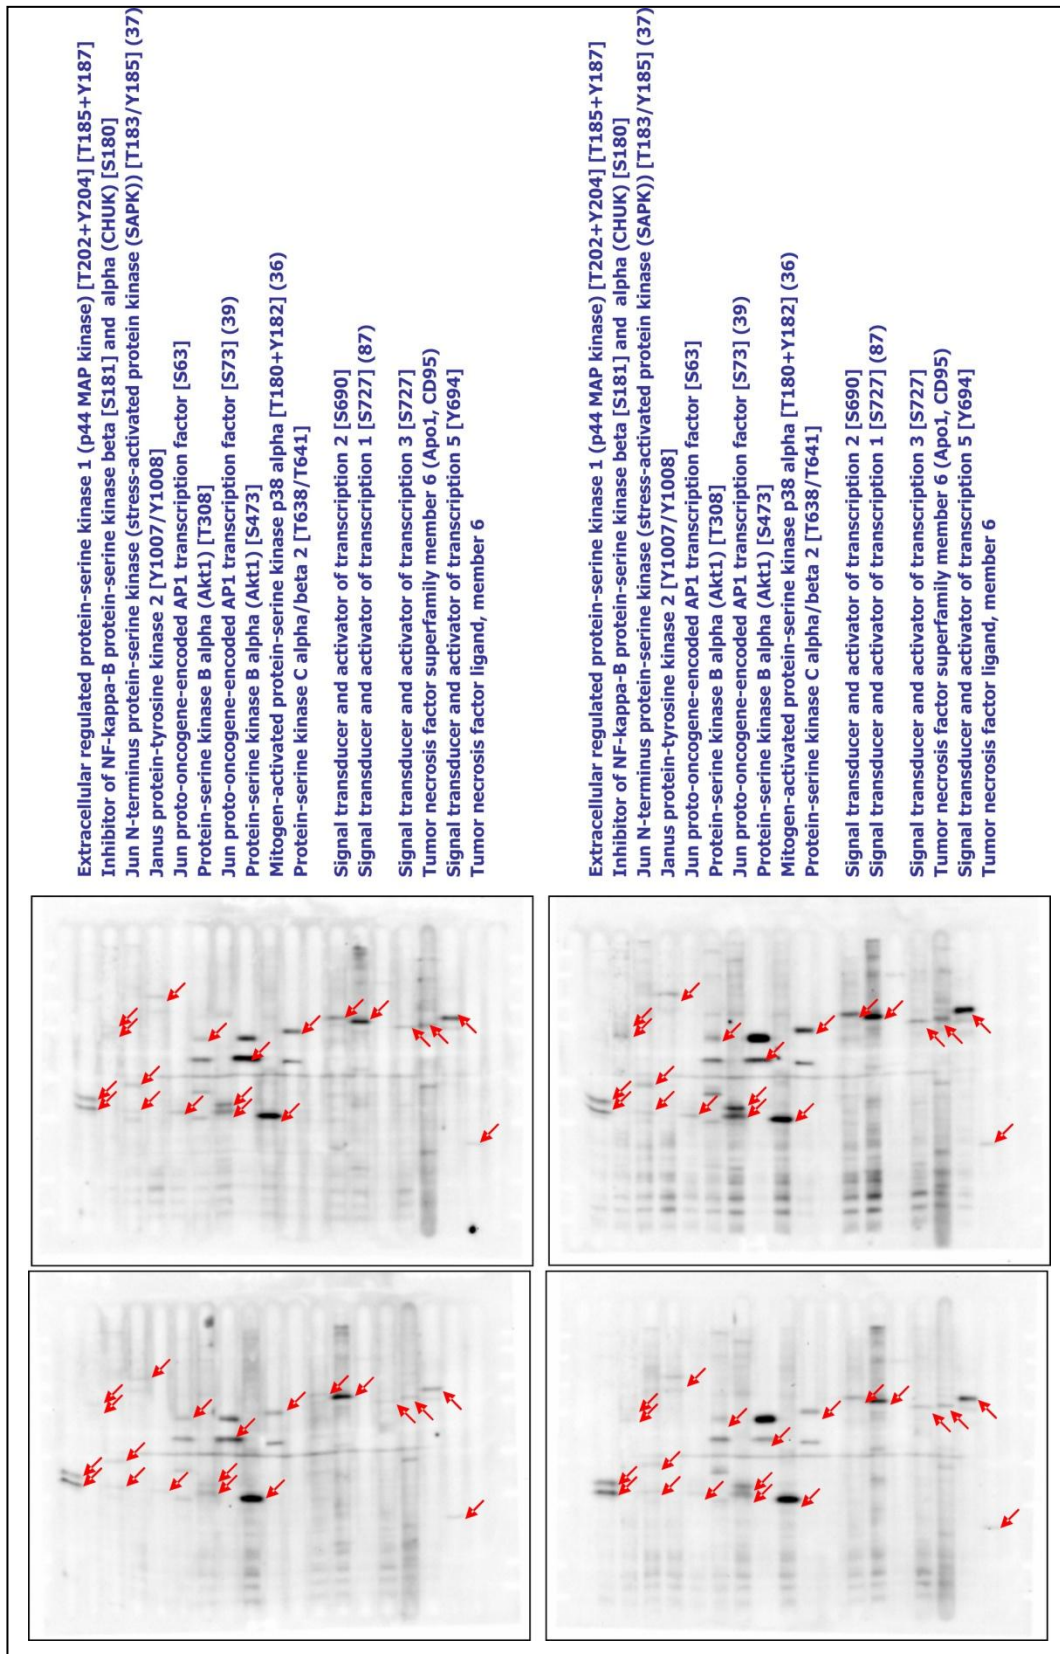 Extracellular regulated protein-serine kinase 1 (p44 MAP kinase) [T202+Y204] [T185+Y187]
Inhibitor of NF-kappa-B protein-serine kinase beta [S181] and alpha (CHUK) [S180]
Jun N-terminus protein-serine kinase (stress-activated protein kinase (SAPK)) [T183/Y185] (37)
Janus protein-tyrosine kinase 2 [Y1007/Y1008]
Jun proto-oncogene-encoded AP1 transcription factor [S63]
Protein-serine kinase B alpha (Akt1) [T308]
Jun proto-oncogene-encoded AP1 transcription factor [S73] (39)
Protein-serine kinase B alpha (Akt1) [S473]
Mitogen-activated protein-serine kinase p38 alpha [T180+Y182] (36)
Protein-serine kinase C alpha/beta 2 [T638/T641]
Signal transducer and activator of transcription 2 [S690]
Signal transducer and activator of transcription 1 [S727] (87)
Signal transducer and activator of transcription 3 [S727]
Tumor necrosis factor superfamily member 6 (Apo1, CD95)
Signal transducer and activator of transcription 5 [Y694]
Tumor necrosis factor ligand, member 6
Extracellular regulated protein-serine kinase 1 (p44 MAP kinase) [T202+Y204] [T185+Y187]
Inhibitor of NF-kappa-B protein-serine kinase beta [S181] and alpha (CHUK) [S180]
Jun N-terminus protein-serine kinase (stress-activated protein kinase (SAPK)) [T183/Y185] (37)
Janus protein-tyrosine kinase 2 [Y1007/Y1008]
Jun proto-oncogene-encoded AP1 transcription factor [S63]
Protein-serine kinase B alpha (Akt1) [T308]
Jun proto-oncogene-encoded AP1 transcription factor [S73] (39)
Protein-serine kinase B alpha (Akt1) [S473]
Mitogen-activated protein-serine kinase p38 alpha [T180+Y182] (36)
Protein-serine kinase C alpha/beta 2 [T638/T641]
Signal transducer and activator of transcription 2 [S690]
Signal transducer and activator of transcription 1 [S727] (87)
Signal transducer and activator of transcription 3 [S727]
Tumor necrosis factor superfamily member 6 (Apo1, CD95)
Signal transducer and activator of transcription 5 [Y694]
Tumor necrosis factor ligand, member 6